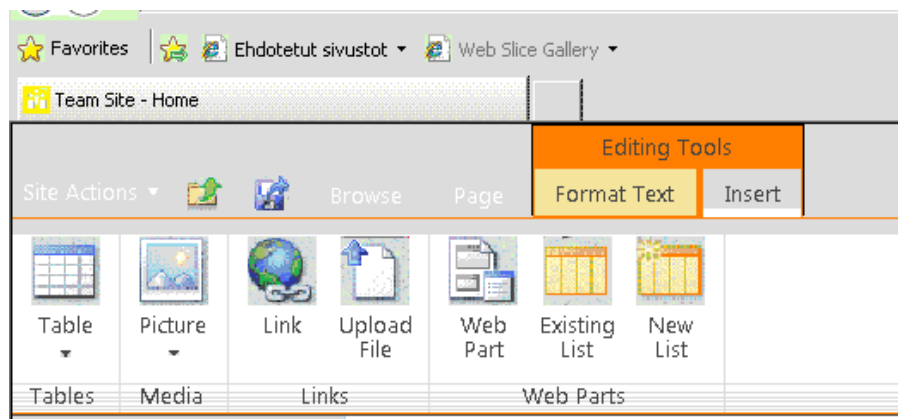 Favorites Ehdotetut sivustot Web Slice Gallery
Team Site - Home
Editing Tools
Site Actions Browse Page Format Text Insert
Table Picture Link Upload File Web Part Existing List New List
Tables Media Links Web Parts